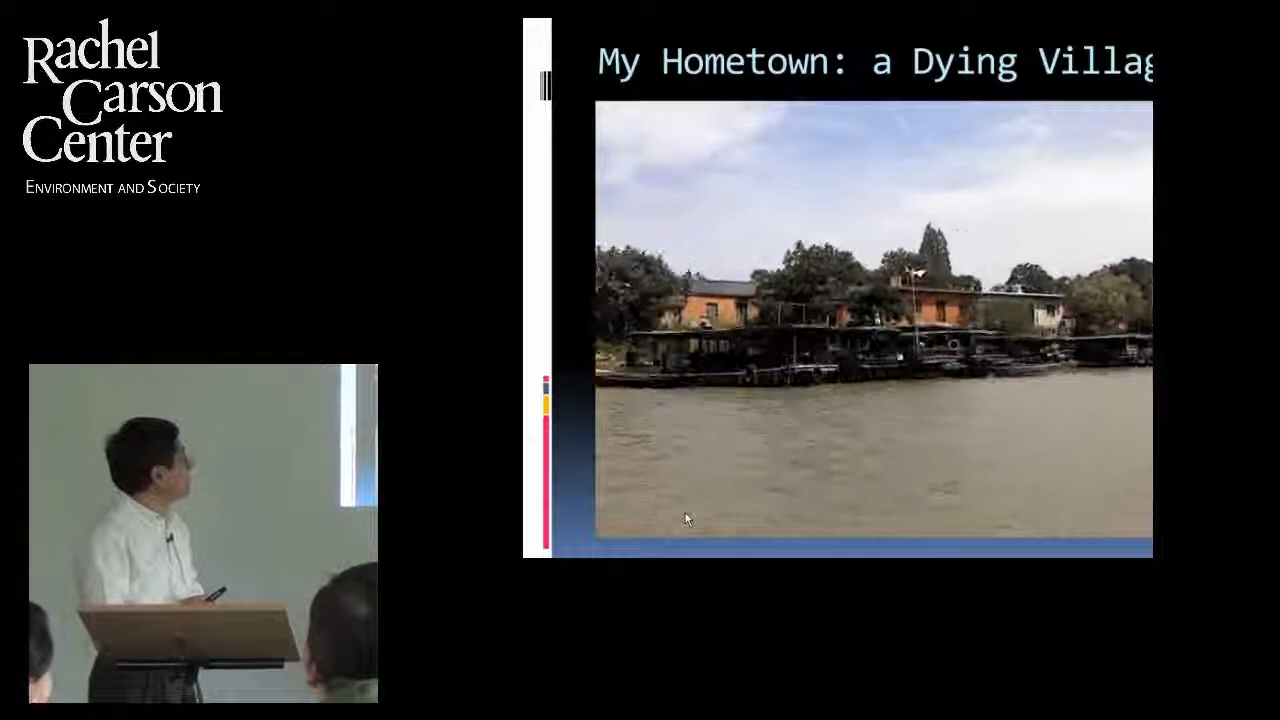 Rachel
Carson
Center
ENVIRONMENT AND SOCIETY
My Hometown: a Dying Villag